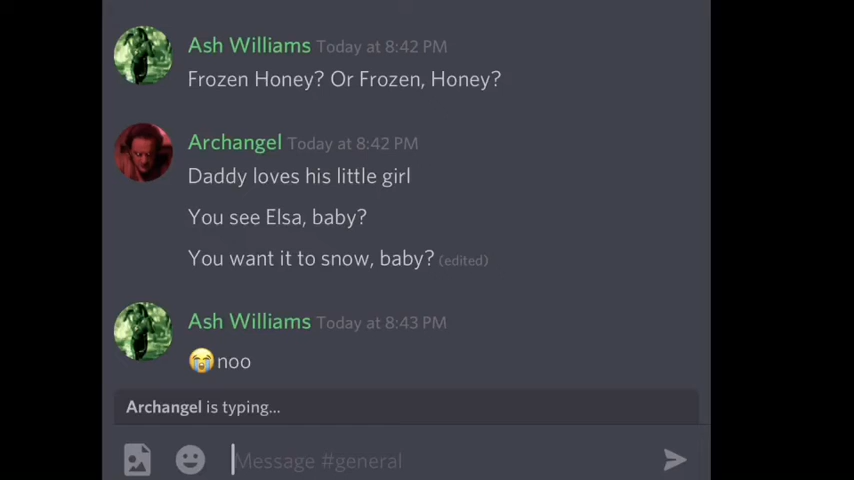 Ash Williams Today at 8:42 PM
Frozen Honey? Or Frozen, Honey?
Archangel Today at 8:42 PM
Daddy loves his little girl
You see Elsa, baby?
You want it to snow, baby? (edited)
Ash Williams Today at 8:43 PM
😭noo
Archangel is typing...
Message #general